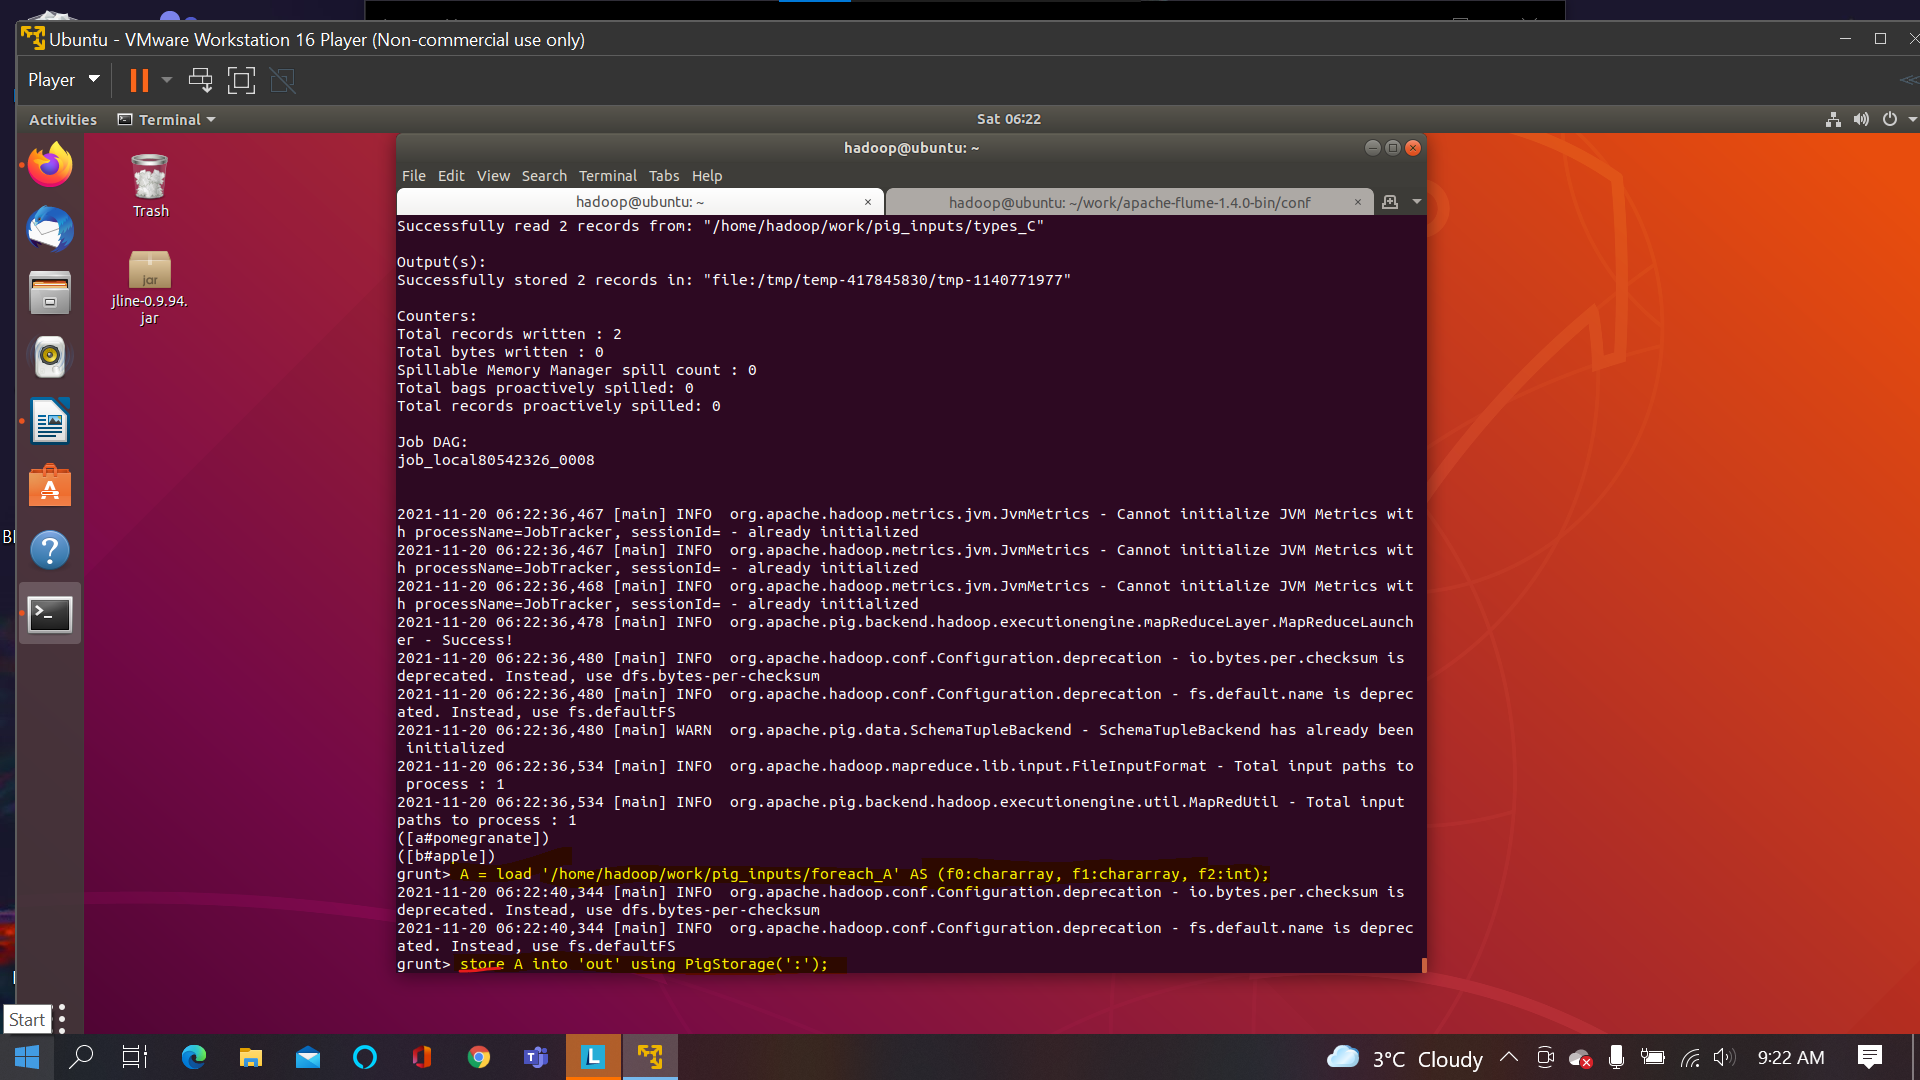 Ubuntu - VMware Workstation 16 Player (Non-commercial use only)
Player
Activities
Terminal
Sat 06:22
Trash
jar
jline-0.9.94.
jar
hadoop@ubuntu: ~
File Edit View Search Terminal Tabs Help
hadoop@ubuntu: ~ ×
hadoop@ubuntu: ~/work/apache-flume-1.4.0-bin/conf ×
Successfully read 2 records from: "/home/hadoop/work/pig_inputs/types_C"
Output(s):
Successfully stored 2 records in: "file:/tmp/temp-417845830/tmp-1140771977"
Counters:
Total records written : 2
Total bytes written : 0
Spillable Memory Manager spill count : 0
Total bags proactively spilled: 0
Total records proactively spilled: 0
Job DAG:
job_local80542326_0008
2021-11-20 06:22:36,467 [main] INFO  org.apache.hadoop.metrics.jvm.JvmMetrics - Cannot initialize JVM Metrics wit
h processName=JobTracker, sessionId= - already initialized
2021-11-20 06:22:36,467 [main] INFO  org.apache.hadoop.metrics.jvm.JvmMetrics - Cannot initialize JVM Metrics wit
h processName=JobTracker, sessionId= - already initialized
2021-11-20 06:22:36,468 [main] INFO  org.apache.hadoop.metrics.jvm.JvmMetrics - Cannot initialize JVM Metrics wit
h processName=JobTracker, sessionId= - already initialized
2021-11-20 06:22:36,478 [main] INFO  org.apache.pig.backend.hadoop.executionengine.mapReduceLayer.MapReduceLaunch
er - Success!
2021-11-20 06:22:36,480 [main] INFO  org.apache.hadoop.conf.Configuration.deprecation - io.bytes.per.checksum is
deprecated. Instead, use dfs.bytes-per-checksum
2021-11-20 06:22:36,480 [main] INFO  org.apache.hadoop.conf.Configuration.deprecation - fs.default.name is deprec
ated. Instead, use fs.defaultFS
2021-11-20 06:22:36,480 [main] WARN  org.apache.pig.data.SchemaTupleBackend - SchemaTupleBackend has already been
initialized
2021-11-20 06:22:36,534 [main] INFO  org.apache.hadoop.mapreduce.lib.input.FileInputFormat - Total input paths to
process : 1
2021-11-20 06:22:36,534 [main] INFO  org.apache.pig.backend.hadoop.executionengine.util.MapRedUtil - Total input
paths to process : 1
([a#pomegranate])
([b#apple])
grunt> A = load '/home/hadoop/work/pig_inputs/foreach_A' AS (f0:chararray, f1:chararray, f2:int);
2021-11-20 06:22:40,344 [main] INFO  org.apache.hadoop.conf.Configuration.deprecation - io.bytes.per.checksum is
deprecated. Instead, use dfs.bytes-per-checksum
2021-11-20 06:22:40,344 [main] INFO  org.apache.hadoop.conf.Configuration.deprecation - fs.default.name is deprec
ated. Instead, use fs.defaultFS
grunt> store A into 'out' using PigStorage(':');
Start
L
3°C Cloudy
9:22 AM